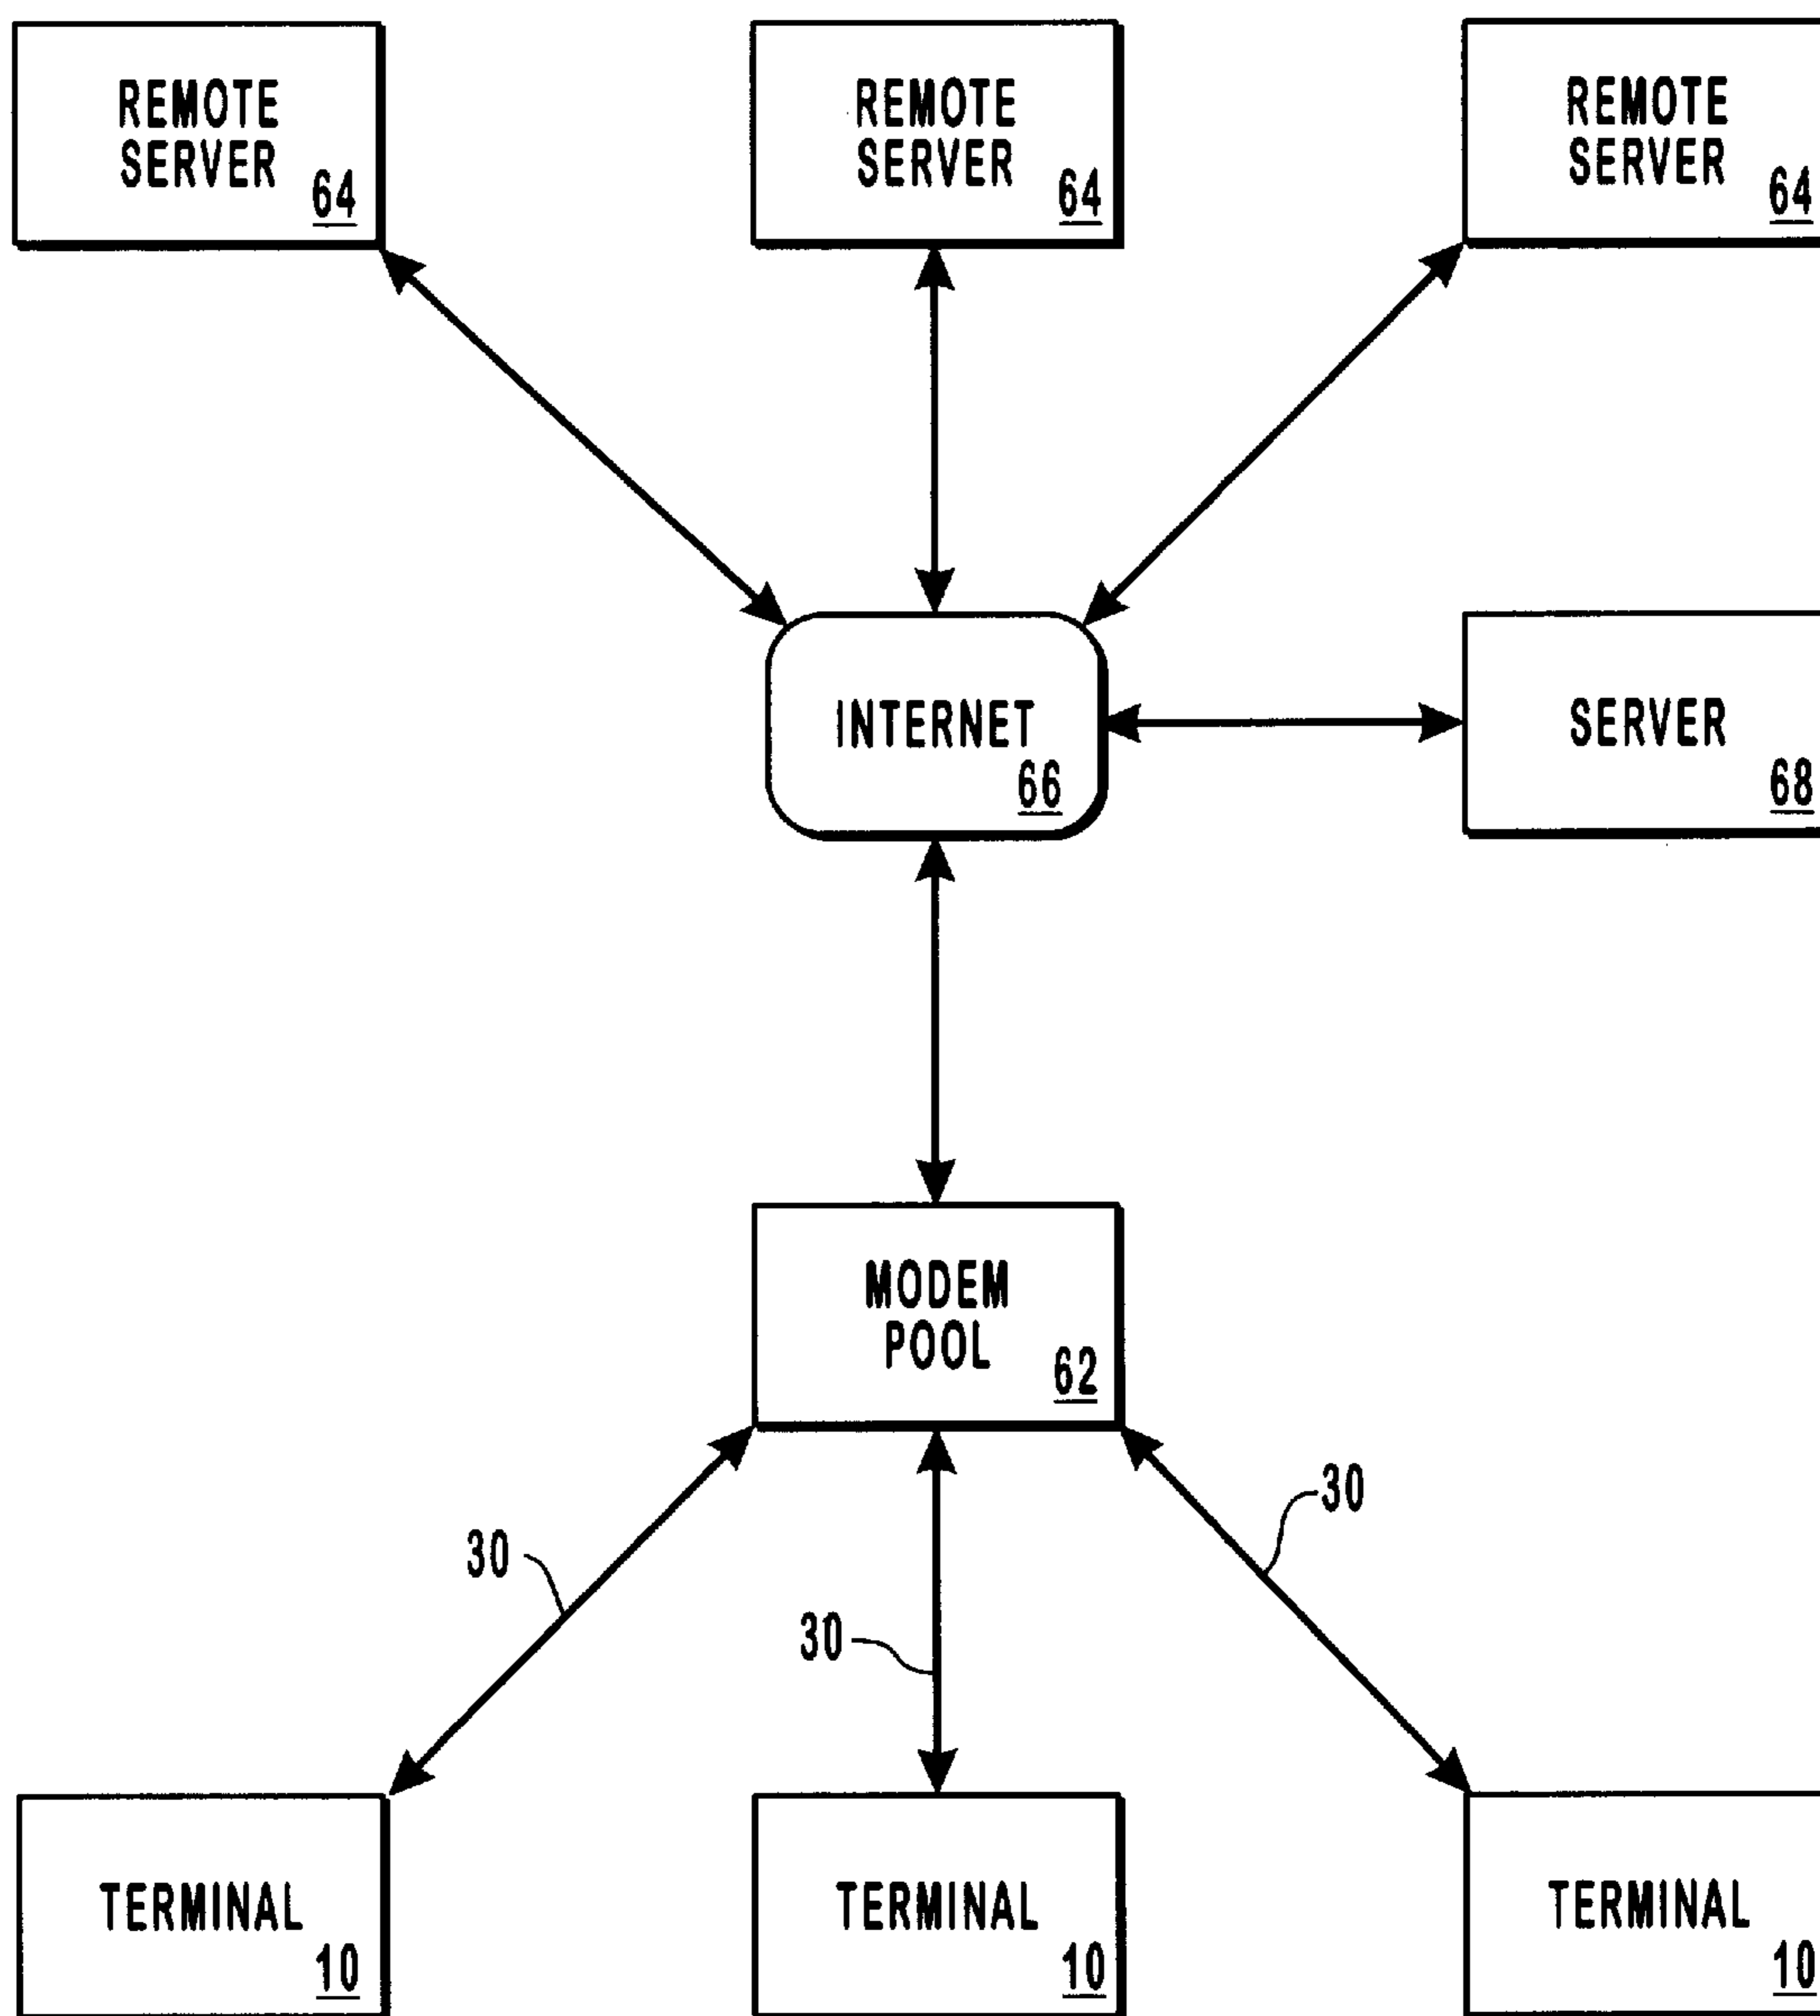 REMOTE
SERVER
64
REMOTE
SERVER
64
REMOTE
SERVER
64
INTERNET
66
SERVER
68
MODEM
POOL
62
30
30
30
TERMINAL
10
TERMINAL
10
TERMINAL
10